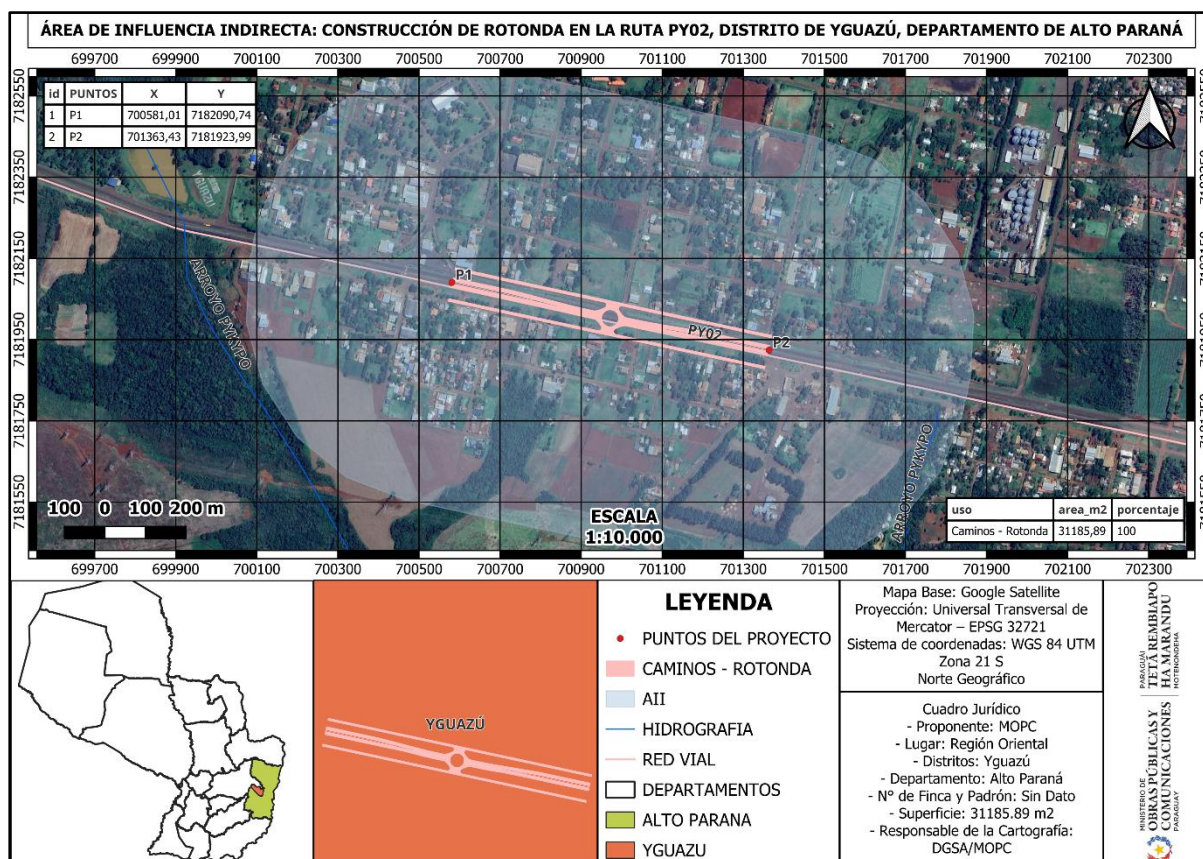 ÁREA DE INFLUENCIA INDIRECTA: CONSTRUCCIÓN DE ROTONDA EN LA RUTA PY02, DISTRITO DE YGUAZÚ, DEPARTAMENTO DE ALTO PARANÁ
699700 699900 700100 700300 700500 700700 700900 701100 701300 701500 701700 701900 702100 702300
7182550
7182350
7182150
7181950
7181750
7181550
id PUNTOS X Y
1 P1 700581,01 7182090,74
2 P2 701363,43 7181923,99
ARROYO PYKYPO
P1
PY02
P2
ARROYO PYKYPO
100 0 100 200 m
ESCALA
1:10.000
uso area_m2 porcentaje
Caminos - Rotonda 31185,89 100
699700 699900 700100 700300 700500 700700 700900 701100 701300 701500 701700 701900 702100 702300
YGUAZÚ
LEYENDA
PUNTOS DEL PROYECTO
CAMINOS - ROTONDA
AII
HIDROGRAFIA
RED VIAL
DEPARTAMENTOS
ALTO PARANA
YGUAZU
Mapa Base: Google Satellite
Proyección: Universal Transversal de
Mercator – EPSG 32721
Sistema de coordenadas: WGS 84 UTM
Zona 21 S
Norte Geográfico
Cuadro Jurídico
- Proponente: MOPC
- Lugar: Región Oriental
- Distritos: Yguazú
- Departamento: Alto Paraná
- N° de Finca y Padrón: Sin Dato
- Superficie: 31185.89 m2
- Responsable de la Cartografía:
DGSA/MOPC
MINISTERIO DE
OBRAS PÚBLICAS Y
COMUNICACIONES
PARAGUAY
PARAGUÁI
TETÃ REMBIAPO
HA MARANDU
MOTENONDEHA